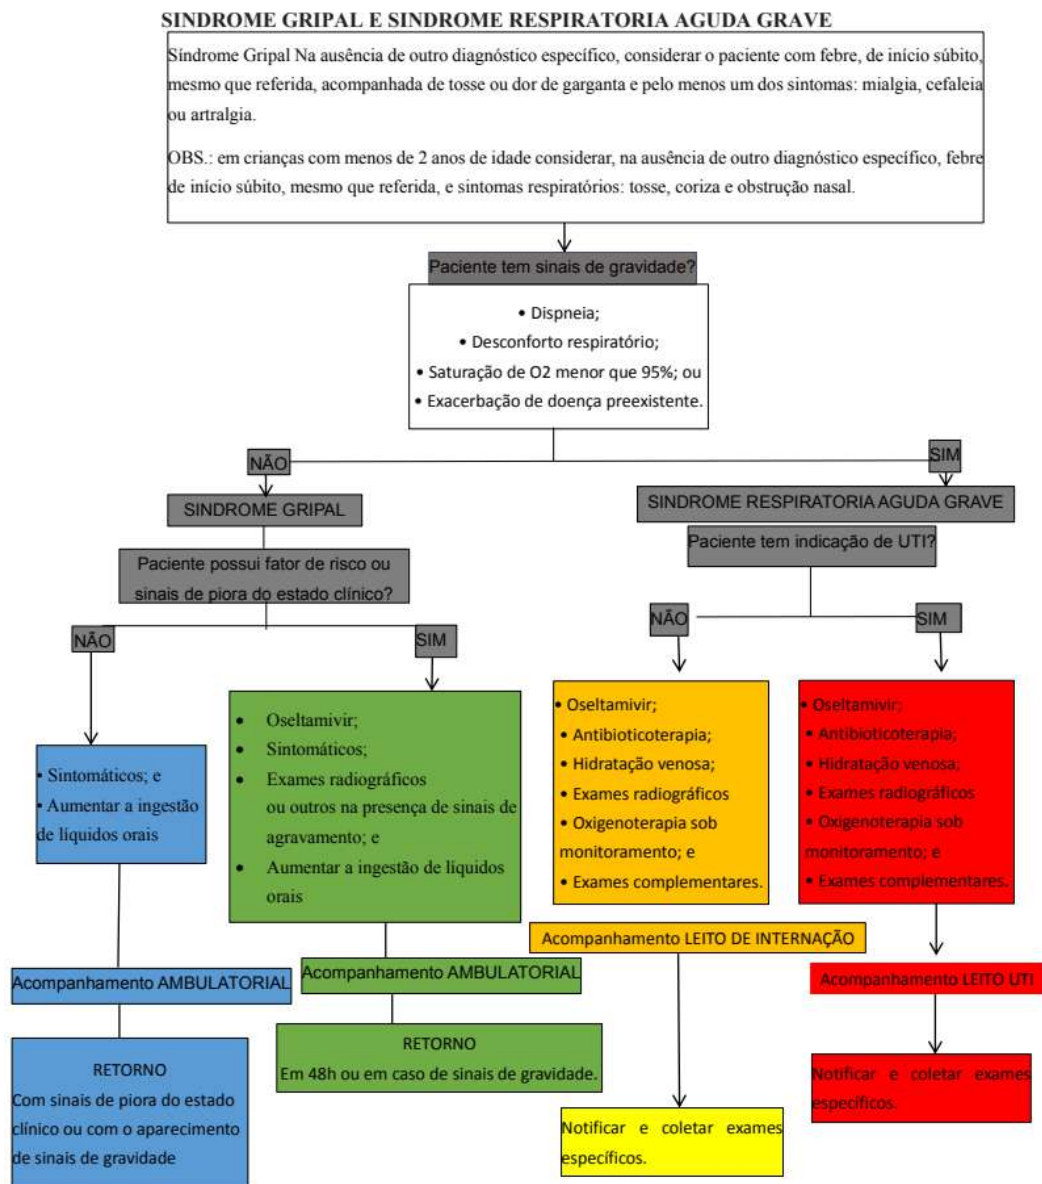 SINDROME GRIPAL E SINDROME RESPIRATORIA AGUDA GRAVE
Síndrome Gripal Na ausência de outro diagnóstico específico, considerar o paciente com febre, de início súbito,
mesmo que referida, acompanhada de tosse ou dor de garganta e pelo menos um dos sintomas: mialgia, cefaleia
ou artralgia.
OBS.: em crianças com menos de 2 anos de idade considerar, na ausência de outro diagnóstico específico, febre
de início súbito, mesmo que referida, e sintomas respiratórios: tosse, coriza e obstrução nasal.
Paciente tem sinais de gravidade?
• Dispneia;
• Desconforto respiratório;
• Saturação de O2 menor que 95%; ou
• Exacerbação de doença preexistente.
NÃO
SIM
SINDROME GRIPAL
SINDROME RESPIRATORIA AGUDA GRAVE
Paciente possui fator de risco ou
sinais de piora do estado clínico?
Paciente tem indicação de UTI?
NÃO
SIM
NÃO
SIM
• Sintomáticos; e
• Aumentar a ingestão
de líquidos orais
• Oseltamivir;
• Sintomáticos;
• Exames radiográficos
ou outros na presença de sinais de
agravamento; e
• Aumentar a ingestão de líquidos
orais
• Oseltamivir;
• Antibioticoterapia;
• Hidratação venosa;
• Exames radiográficos
• Oxigenoterapia sob
monitoramento; e
• Exames complementares.
• Oseltamivir;
• Antibioticoterapia;
• Hidratação venosa;
• Exames radiográficos
• Oxigenoterapia sob
monitoramento; e
• Exames complementares.
Acompanhamento AMBULATORIAL
Acompanhamento AMBULATORIAL
Acompanhamento LEITO DE INTERNAÇÃO
Acompanhamento LEITO UTI
RETORNO
Com sinais de piora do estado
clínico ou com o aparecimento
de sinais de gravidade
RETORNO
Em 48h ou em caso de sinais de gravidade.
Notificar e coletar exames
específicos.
Notificar e coletar exames
específicos.